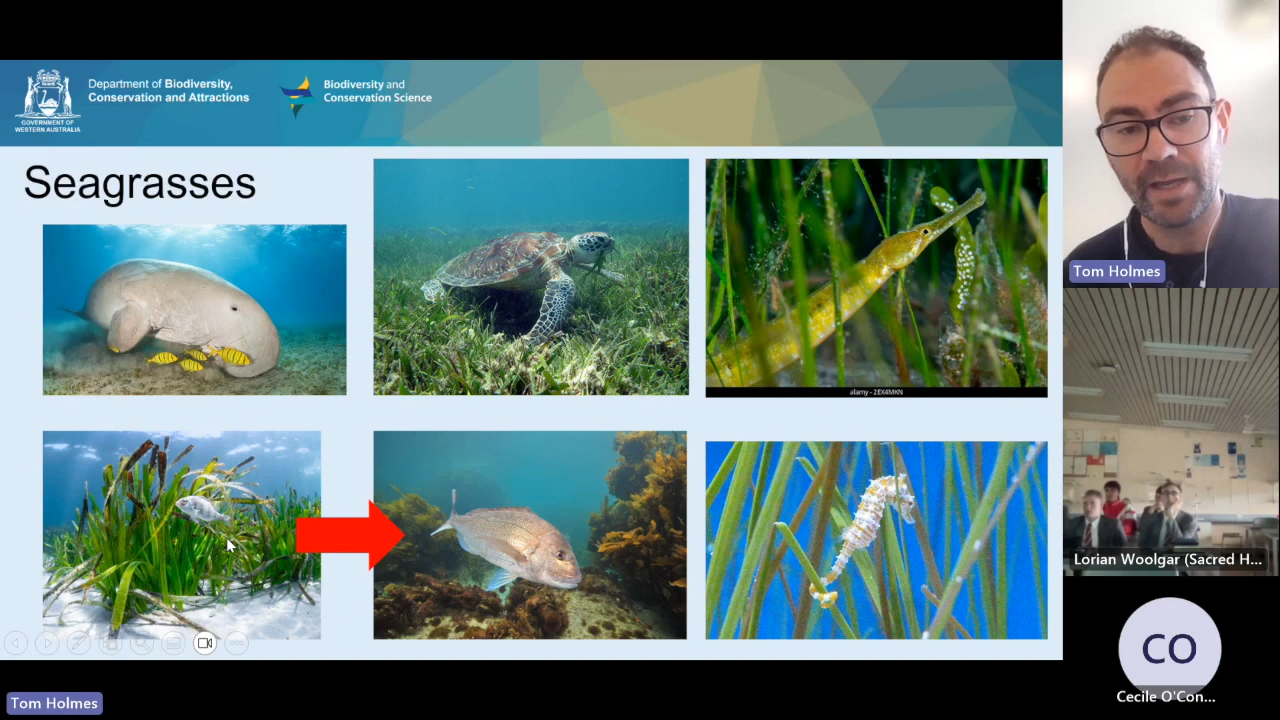 Department of Biodiversity,
Conservation and Attractions
GOVERNMENT OF
WESTERN AUSTRALIA
Biodiversity and
Conservation Science
Seagrasses
alamy - 2EX4MKN
Tom Holmes
Lorian Woolgar (Sacred H...
CO
Cecile O'Con...
Tom Holmes